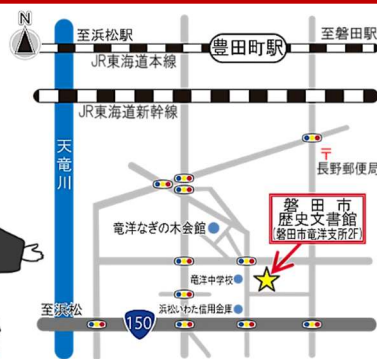 N
至浜松駅
豊田町駅
至磐田駅
JR東海道本線
JR東海道新幹線
天竜川
〒
長野郵便局
磐田市
歴史文書館
(磐田市竜洋支所2F)
竜洋なぎの木会館
竜洋中学校
浜松いわた信用金庫
至浜松
150